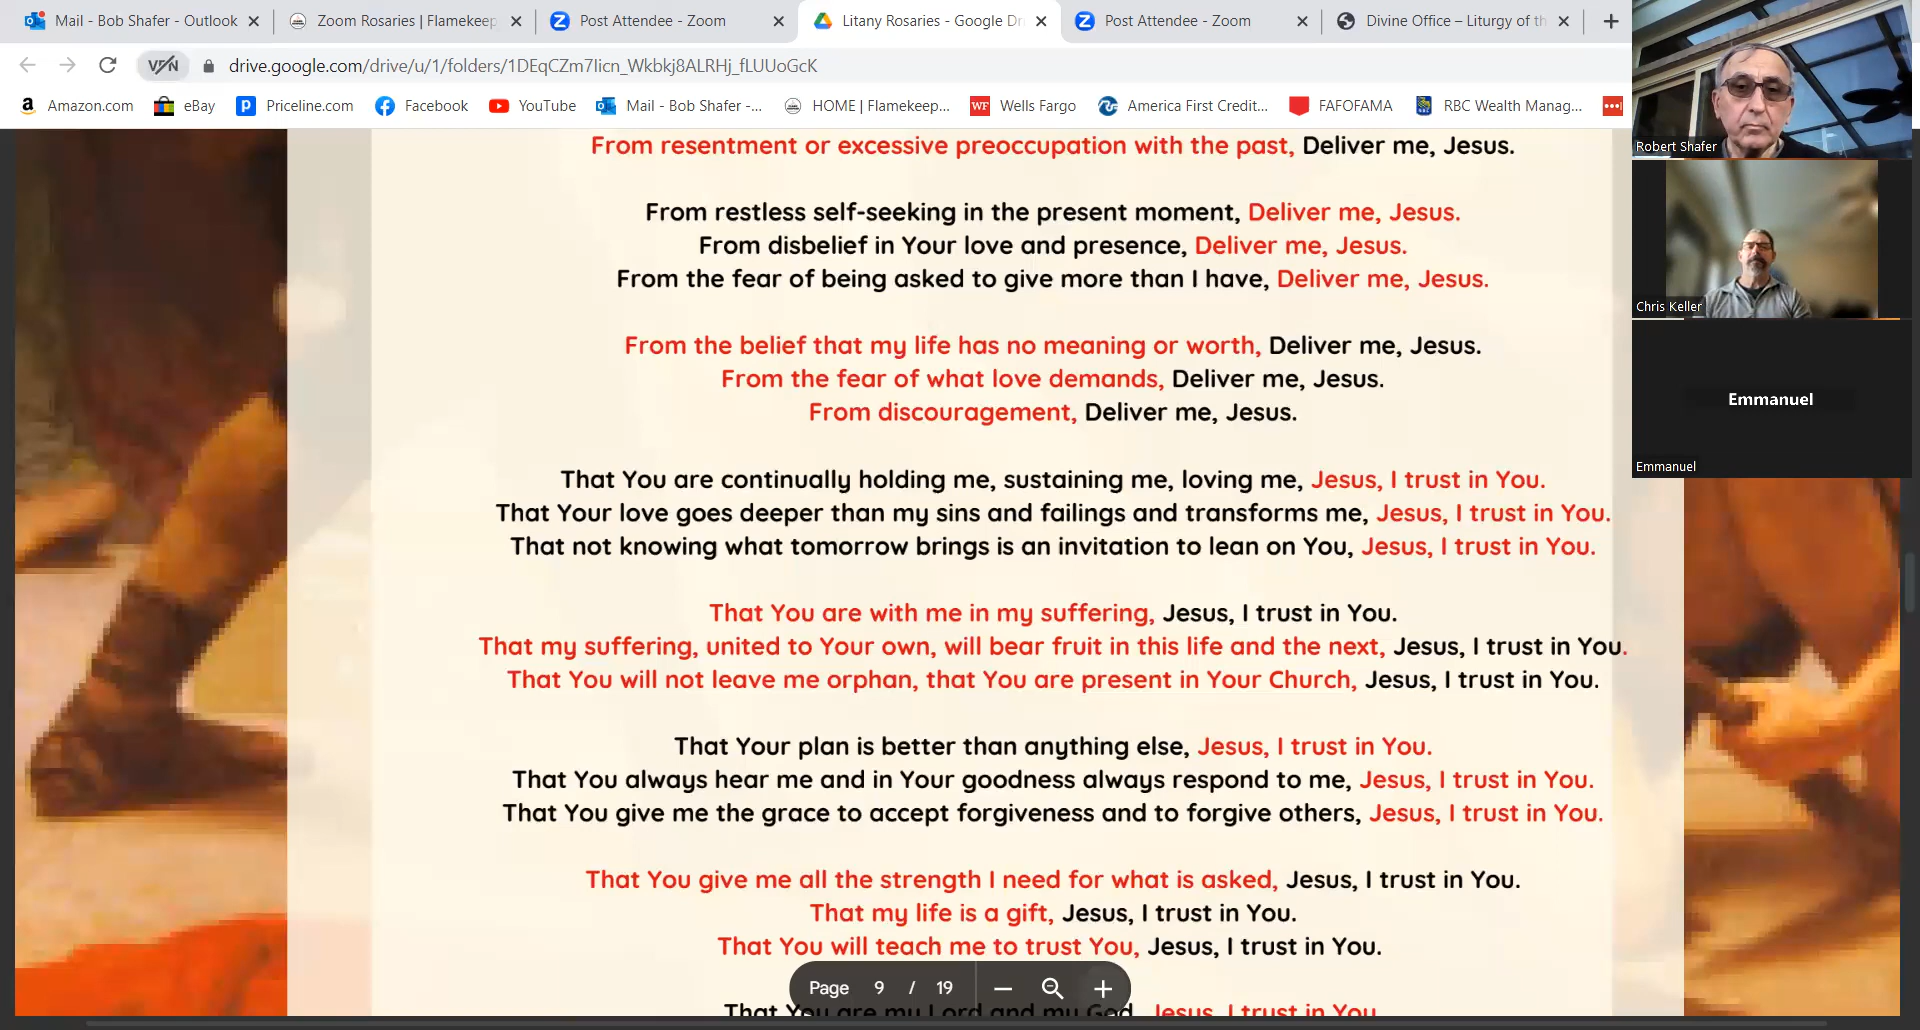 Mail - Bob Shafer - Outlook
Zoom Rosaries | Flamekeep
Post Attendee - Zoom
Litany Rosaries - Google Dr
Post Attendee - Zoom
Divine Office – Liturgy of th
VPN
drive.google.com/drive/u/1/folders/1DEqCZm7Iicn_Wkbkj8ALRHj_fLUUoGcK
Amazon.com
eBay
Priceline.com
Facebook
YouTube
Mail - Bob Shafer -...
HOME | Flamekeep...
WF Wells Fargo
America First Credit...
FAFOFAMA
RBC Wealth Manag...
Robert Shafer
Chris Keller
Emmanuel
Emmanuel
From resentment or excessive preoccupation with the past, Deliver me, Jesus.
From restless self-seeking in the present moment, Deliver me, Jesus.
From disbelief in Your love and presence, Deliver me, Jesus.
From the fear of being asked to give more than I have, Deliver me, Jesus.
From the belief that my life has no meaning or worth, Deliver me, Jesus.
From the fear of what love demands, Deliver me, Jesus.
From discouragement, Deliver me, Jesus.
That You are continually holding me, sustaining me, loving me, Jesus, I trust in You.
That Your love goes deeper than my sins and failings and transforms me, Jesus, I trust in You.
That not knowing what tomorrow brings is an invitation to lean on You, Jesus, I trust in You.
That You are with me in my suffering, Jesus, I trust in You.
That my suffering, united to Your own, will bear fruit in this life and the next, Jesus, I trust in You.
That You will not leave me orphan, that You are present in Your Church, Jesus, I trust in You.
That Your plan is better than anything else, Jesus, I trust in You.
That You always hear me and in Your goodness always respond to me, Jesus, I trust in You.
That You give me the grace to accept forgiveness and to forgive others, Jesus, I trust in You.
That You give me all the strength I need for what is asked, Jesus, I trust in You.
That my life is a gift, Jesus, I trust in You.
That You will teach me to trust You, Jesus, I trust in You.
That You are my Lord and my God, Jesus, I trust in You
Page 9 / 19